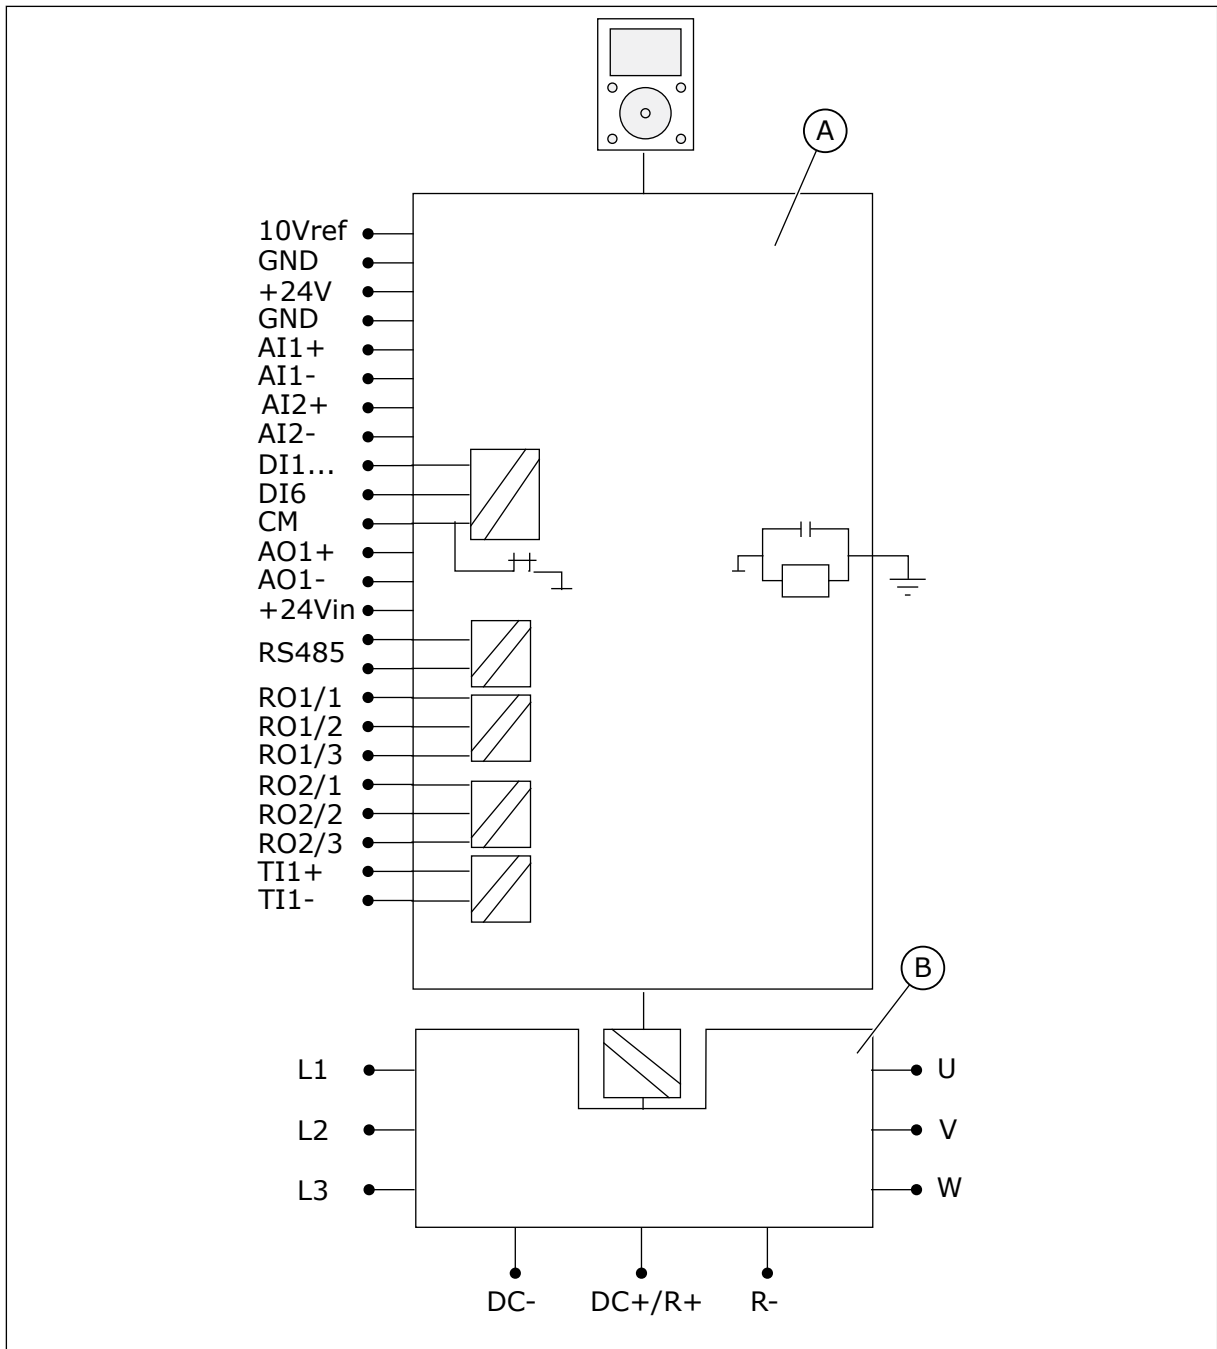 A
10Vref
GND
+24V
GND
AI1+
AI1-
AI2+
AI2-
DI1...
DI6
CM
AO1+
AO1-
+24Vin
RS485
RO1/1
RO1/2
RO1/3
RO2/1
RO2/2
RO2/3
TI1+
TI1-
B
L1
U
L2
V
L3
W
DC-
DC+/R+
R-